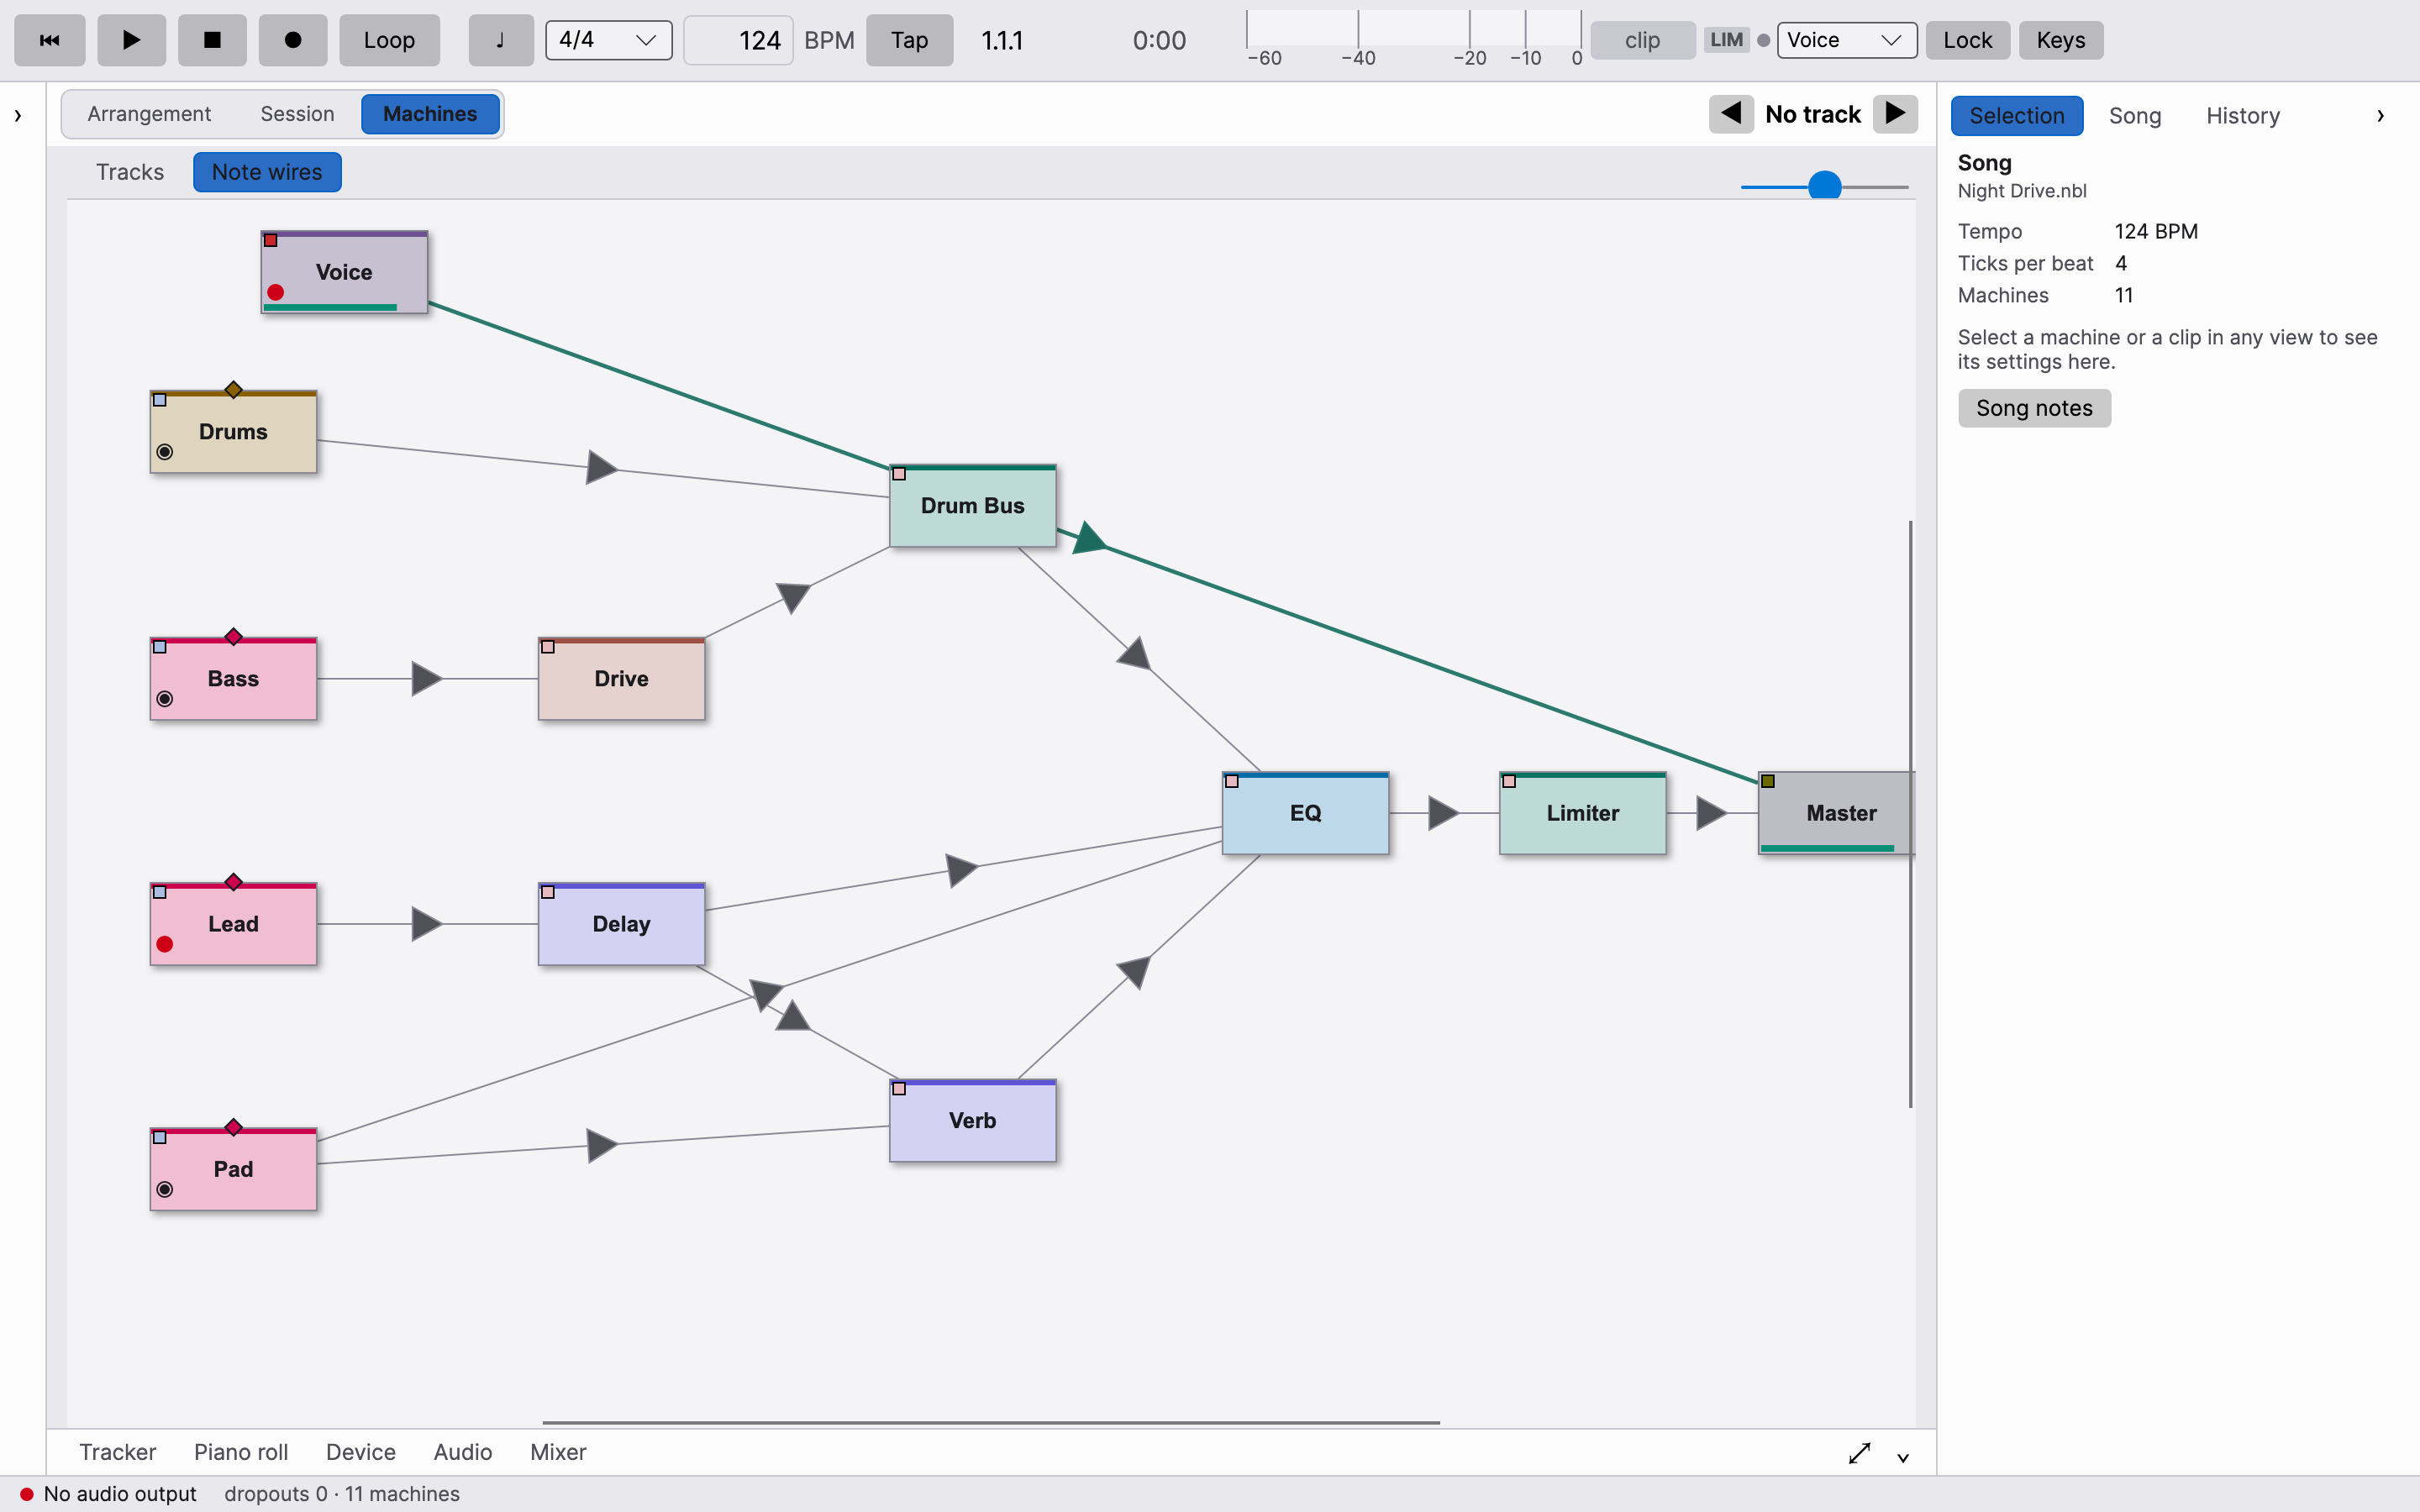 Loop
4/4
124 BPM
Tap
1.1.1
0:00
−60 −40 −20 −10 0
clip
LIM
Voice
Lock
Keys
Arrangement
Session
Machines
No track
Selection
Song
History
Tracks
Note wires
Song
Night Drive.nbl
Tempo 124 BPM
Ticks per beat 4
Machines 11
Select a machine or a clip in any view to see
its settings here.
Song notes
Voice
Drums
Drum Bus
Bass
Drive
EQ
Limiter
Master
Lead
Delay
Verb
Pad
Tracker
Piano roll
Device
Audio
Mixer
No audio output
dropouts 0 · 11 machines